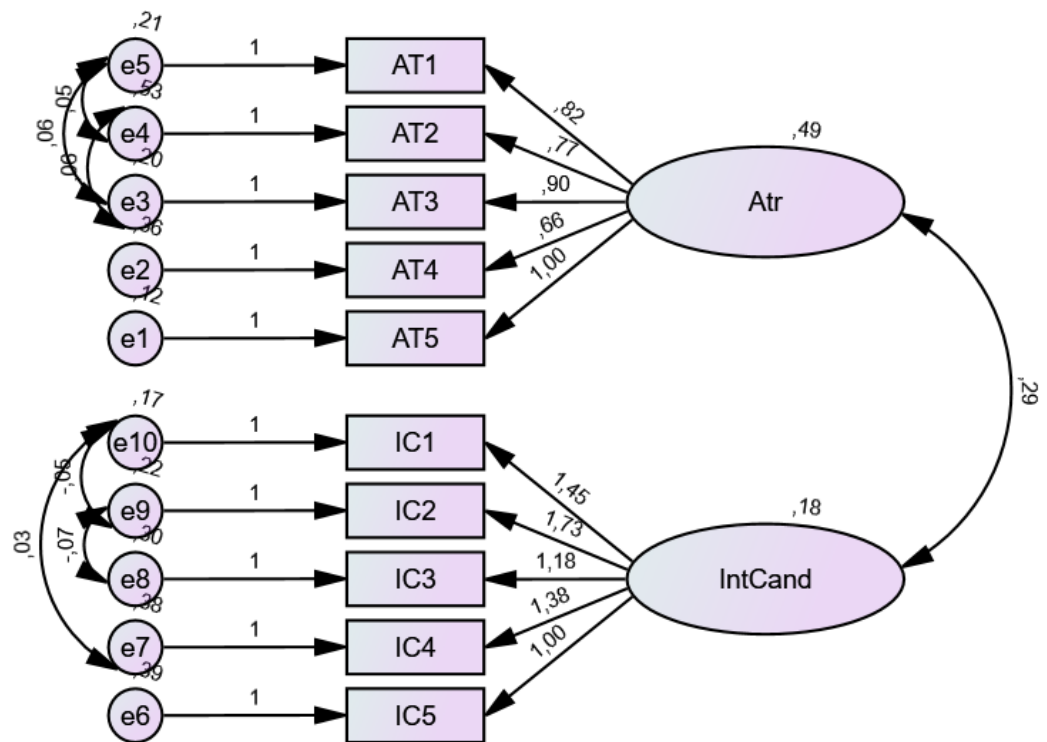 ,21
e5
1
AT1
,82
,53
e4
1
AT2
,77
,20
e3
1
AT3
,90
,36
e2
1
AT4
,66
,12
e1
1
AT5
1,00
,05
,06
,06
,49
Atr
,29
,17
e10
1
IC1
1,45
,22
e9
1
IC2
1,73
,30
e8
1
IC3
1,18
,38
e7
1
IC4
1,38
,39
e6
1
IC5
1,00
-,05
-,07
,03
,18
IntCand